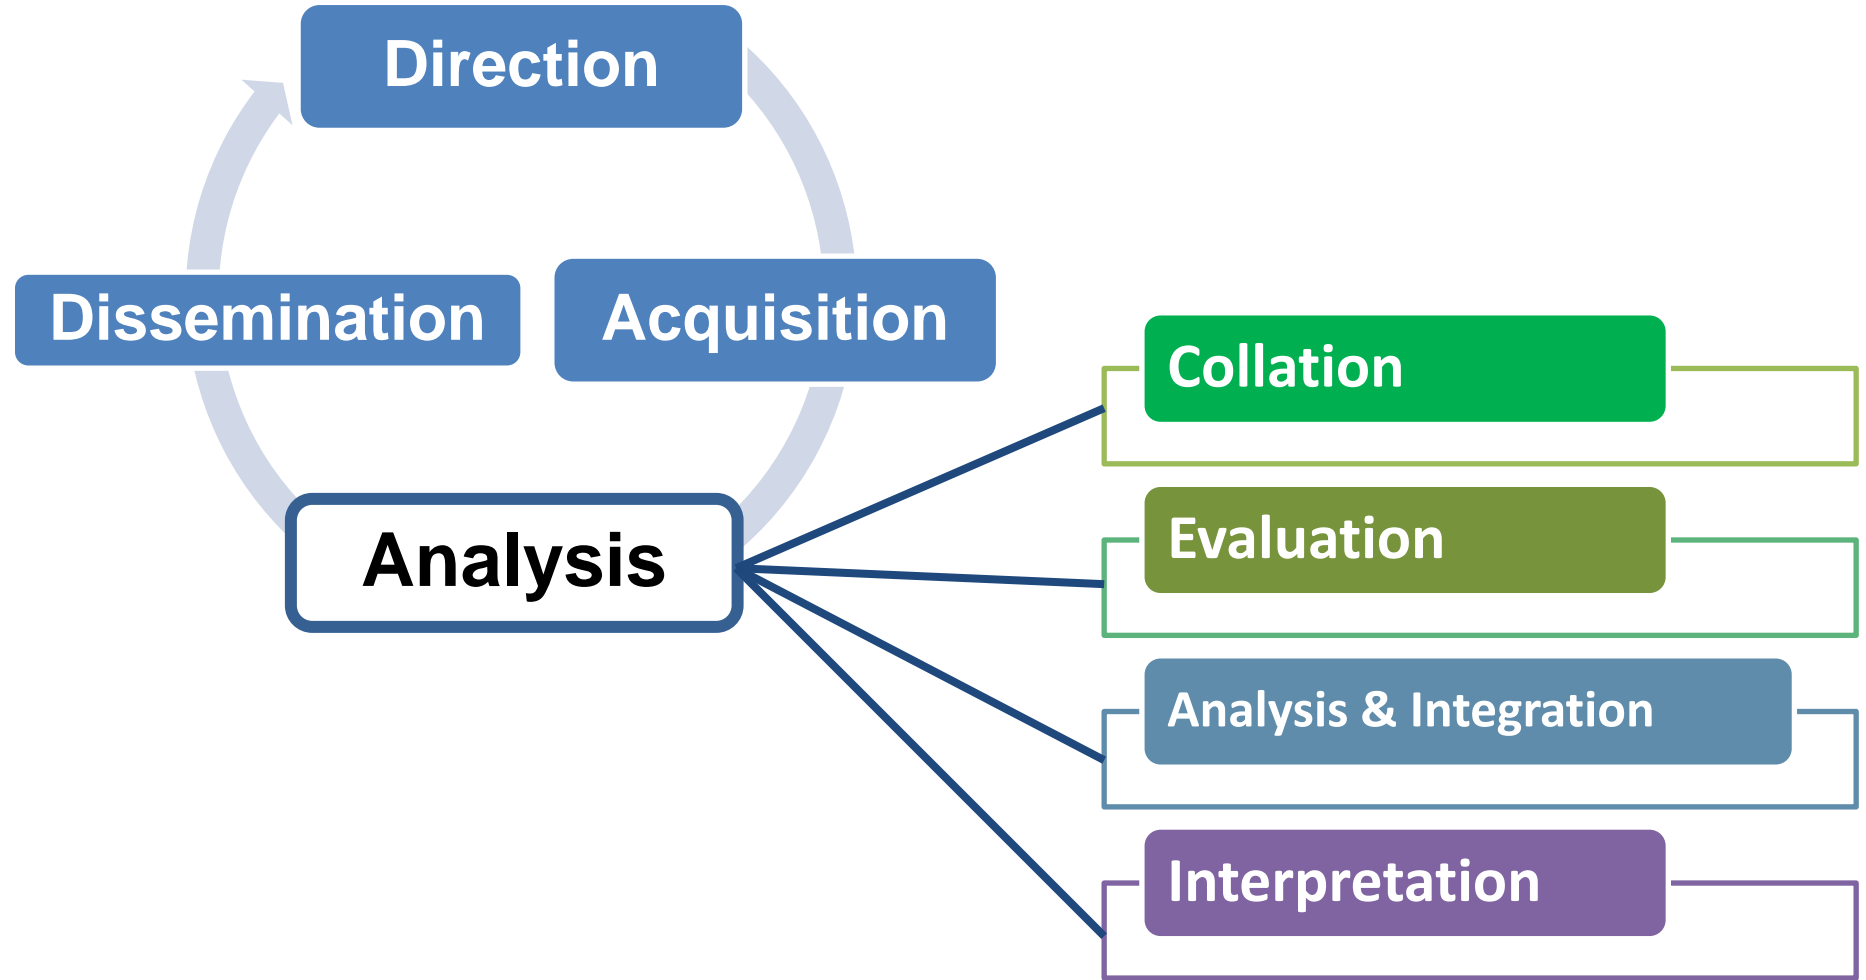 Direction
Dissemination
Acquisition
Analysis
Collation
Evaluation
Analysis & Integration
Interpretation